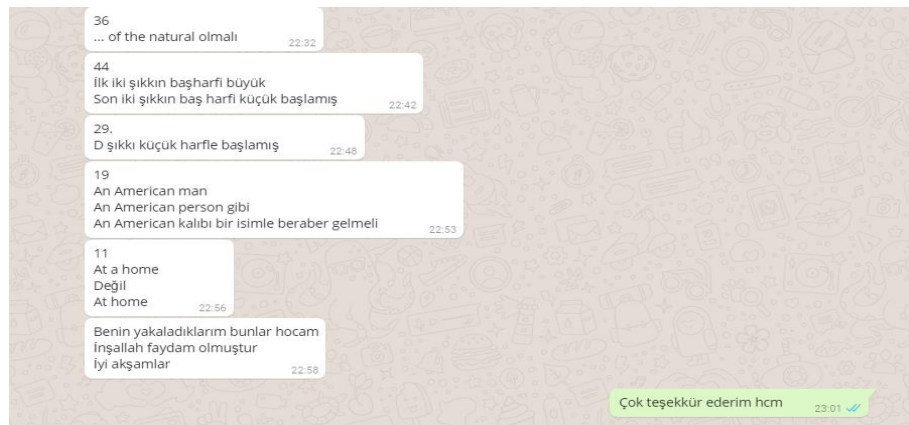 36
... of the natural olmalı
22:32
44
İlk iki şıkkın başharfi büyük
Son iki şıkkın baş harfi küçük başlamış
22:42
29.
D şıkkı küçük harfle başlamış
22:48
19
An American man
An American person gibi
An American kalıbı bir isimle beraber gelmeli
22:53
11
At a home
Değil
At home
22:56
Benin yakaladıklarım bunlar hocam
İnşallah faydam olmuştur
İyi akşamlar
22:58
Çok teşekkür ederim hcm
23:01